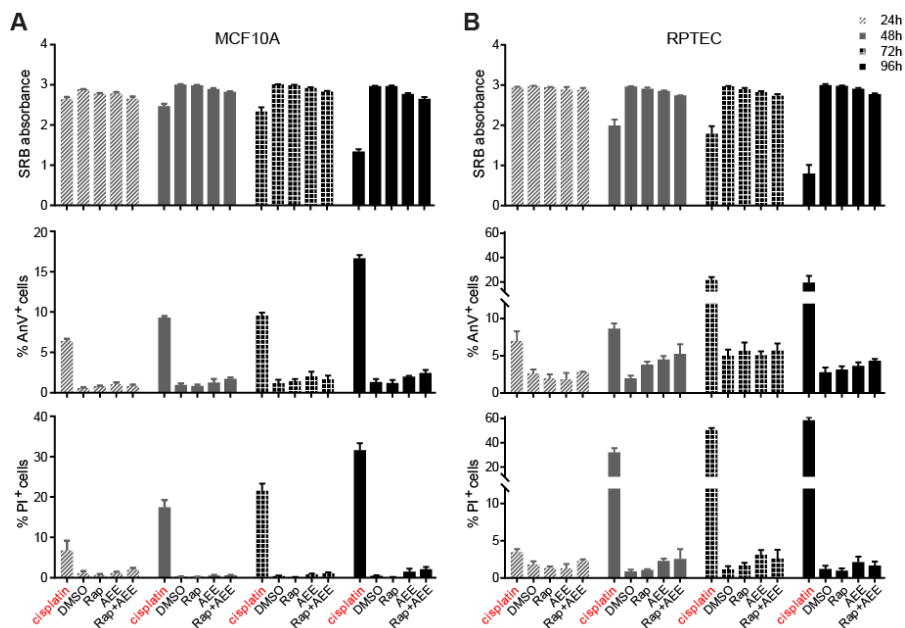 A
MCF10A
SRB absorbance
4
3
2
1
0
% AnV+ cells
20
15
10
5
0
% PI+ cells
40
30
20
10
0
cisplatin DMSO Rap AEE Rap+AEE cisplatin DMSO Rap AEE Rap+AEE cisplatin DMSO Rap AEE Rap+AEE cisplatin DMSO Rap AEE Rap+AEE
B
RPTEC
24h
48h
72h
96h
SRB absorbance
4
3
2
1
0
% AnV+ cells
60
40
20
10
5
0
% PI+ cells
60
40
20
10
5
0
cisplatin DMSO Rap AEE Rap+AEE cisplatin DMSO Rap AEE Rap+AEE cisplatin DMSO Rap AEE Rap+AEE cisplatin DMSO Rap AEE Rap+AEE